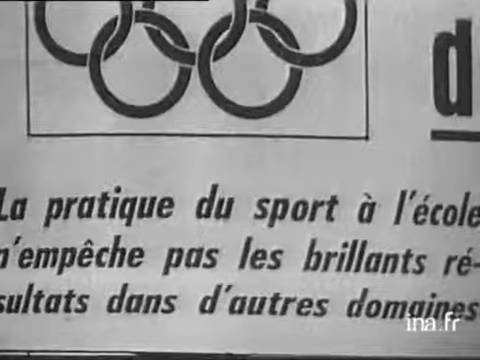 d
La pratique du sport à l'école
n'empêche pas les brillants ré-
sultats dans d'autres domaines
ina.fr